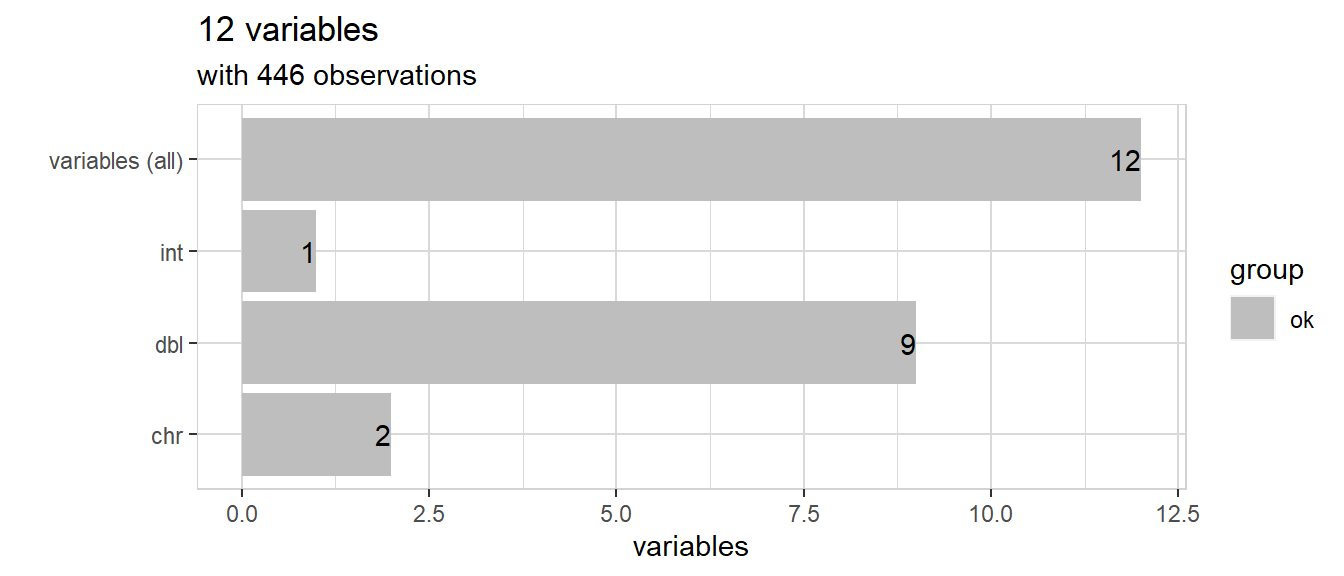 12 variables
with 446 observations
variables (all)
12
int
1
dbl
9
chr
2
0.0
2.5
5.0
7.5
10.0
12.5
variables
group
ok